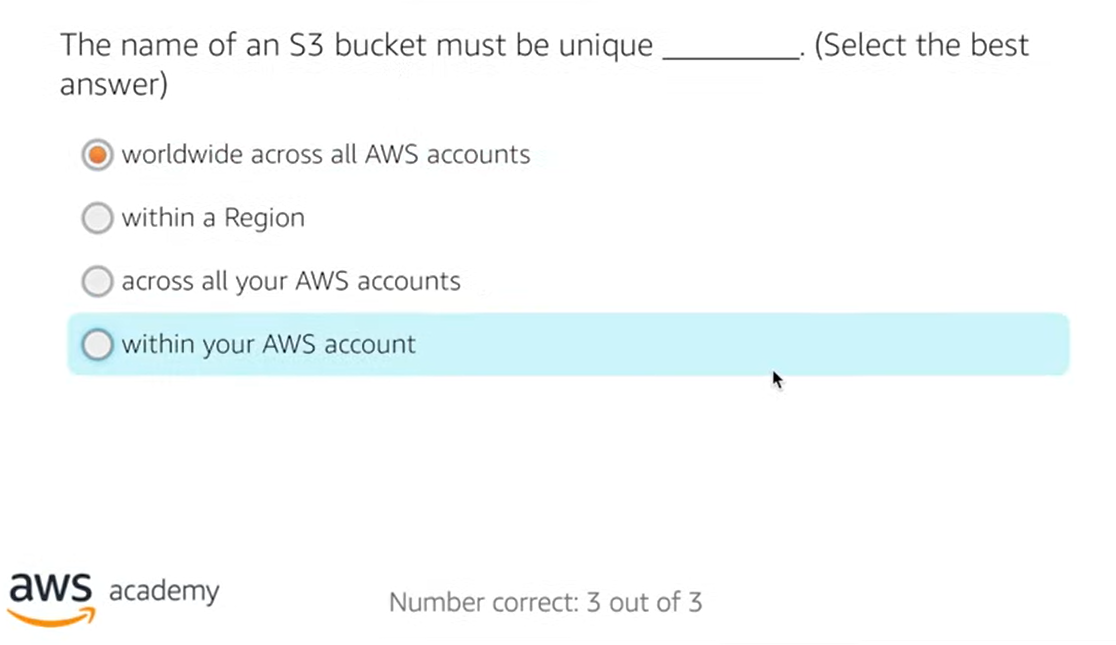 The name of an S3 bucket must be unique ________. (Select the best
answer)
worldwide across all AWS accounts
within a Region
across all your AWS accounts
within your AWS account
aws academy
Number correct: 3 out of 3